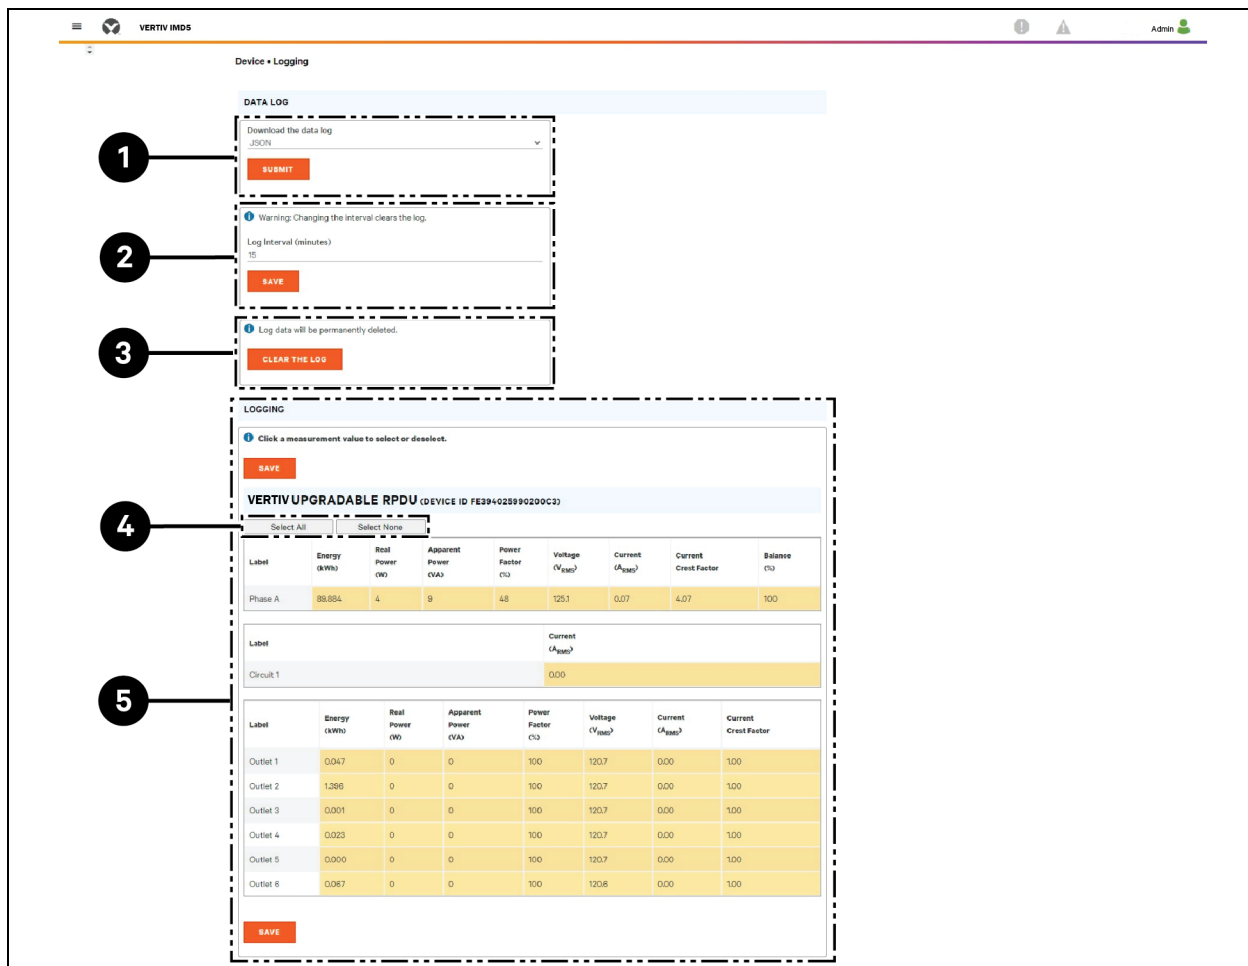 VERTIV IMD5
Admin
Device • Logging
DATA LOG
1
Download the data log
JSON
SUBMIT
2
Warning: Changing the interval clears the log.
Log Interval (minutes)
15
SAVE
3
Log data will be permanently deleted.
CLEAR THE LOG
LOGGING
Click a measurement value to select or deselect.
SAVE
VERTIV UPGRADABLE RPDU (DEVICE ID FE394025990200C3)
4
Select All Select None
Label Energy (kWh) Real Power (W) Apparent Power (VA) Power Factor (%) Voltage (VRMS) Current (ARMS) Current Crest Factor Balance (%)
Phase A 89.884 4 9 48 125.1 0.07 4.07 100
Label Current (ARMS)
Circuit 1 0.00
5
Label Energy (kWh) Real Power (W) Apparent Power (VA) Power Factor (%) Voltage (VRMS) Current (ARMS) Current Crest Factor
Outlet 1 0.047 0 0 100 120.7 0.00 1.00
Outlet 2 1.396 0 0 100 120.7 0.00 1.00
Outlet 3 0.001 0 0 100 120.7 0.00 1.00
Outlet 4 0.023 0 0 100 120.7 0.00 1.00
Outlet 5 0.000 0 0 100 120.7 0.00 1.00
Outlet 6 0.067 0 0 100 120.6 0.00 1.00
SAVE